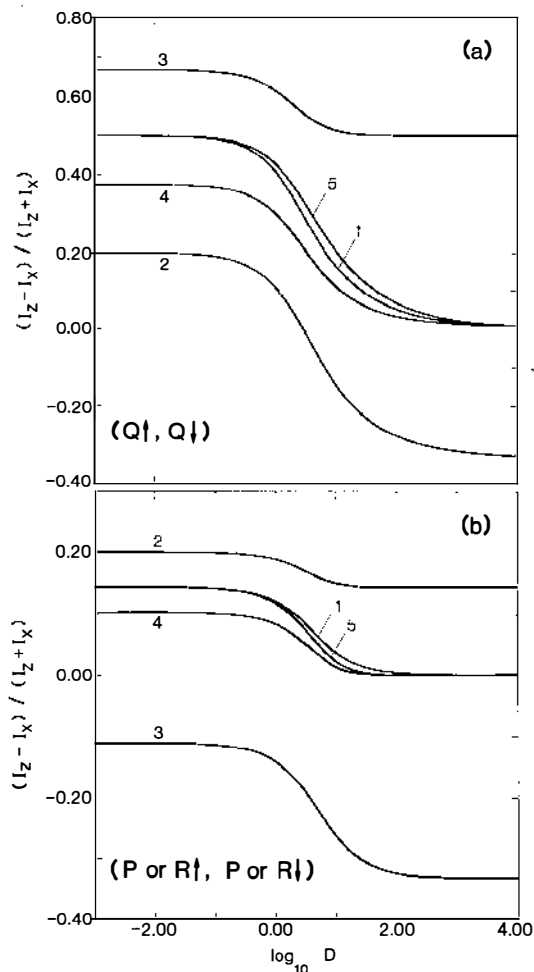 0.80
(a)
3
0.60
5
0.40
4
1
0.20
2
(I_Z – I_X) / (I_Z + I_X)
0.00
-0.20
(Q↑, Q↓)
-0.40
(b)
2
0.20
1
5
4
0.00
(I_Z – I_X) / (I_Z + I_X)
3
-0.20
(P or R↑, P or R↓)
-0.40
-2.00 0.00 2.00 4.00
log₁₀ D